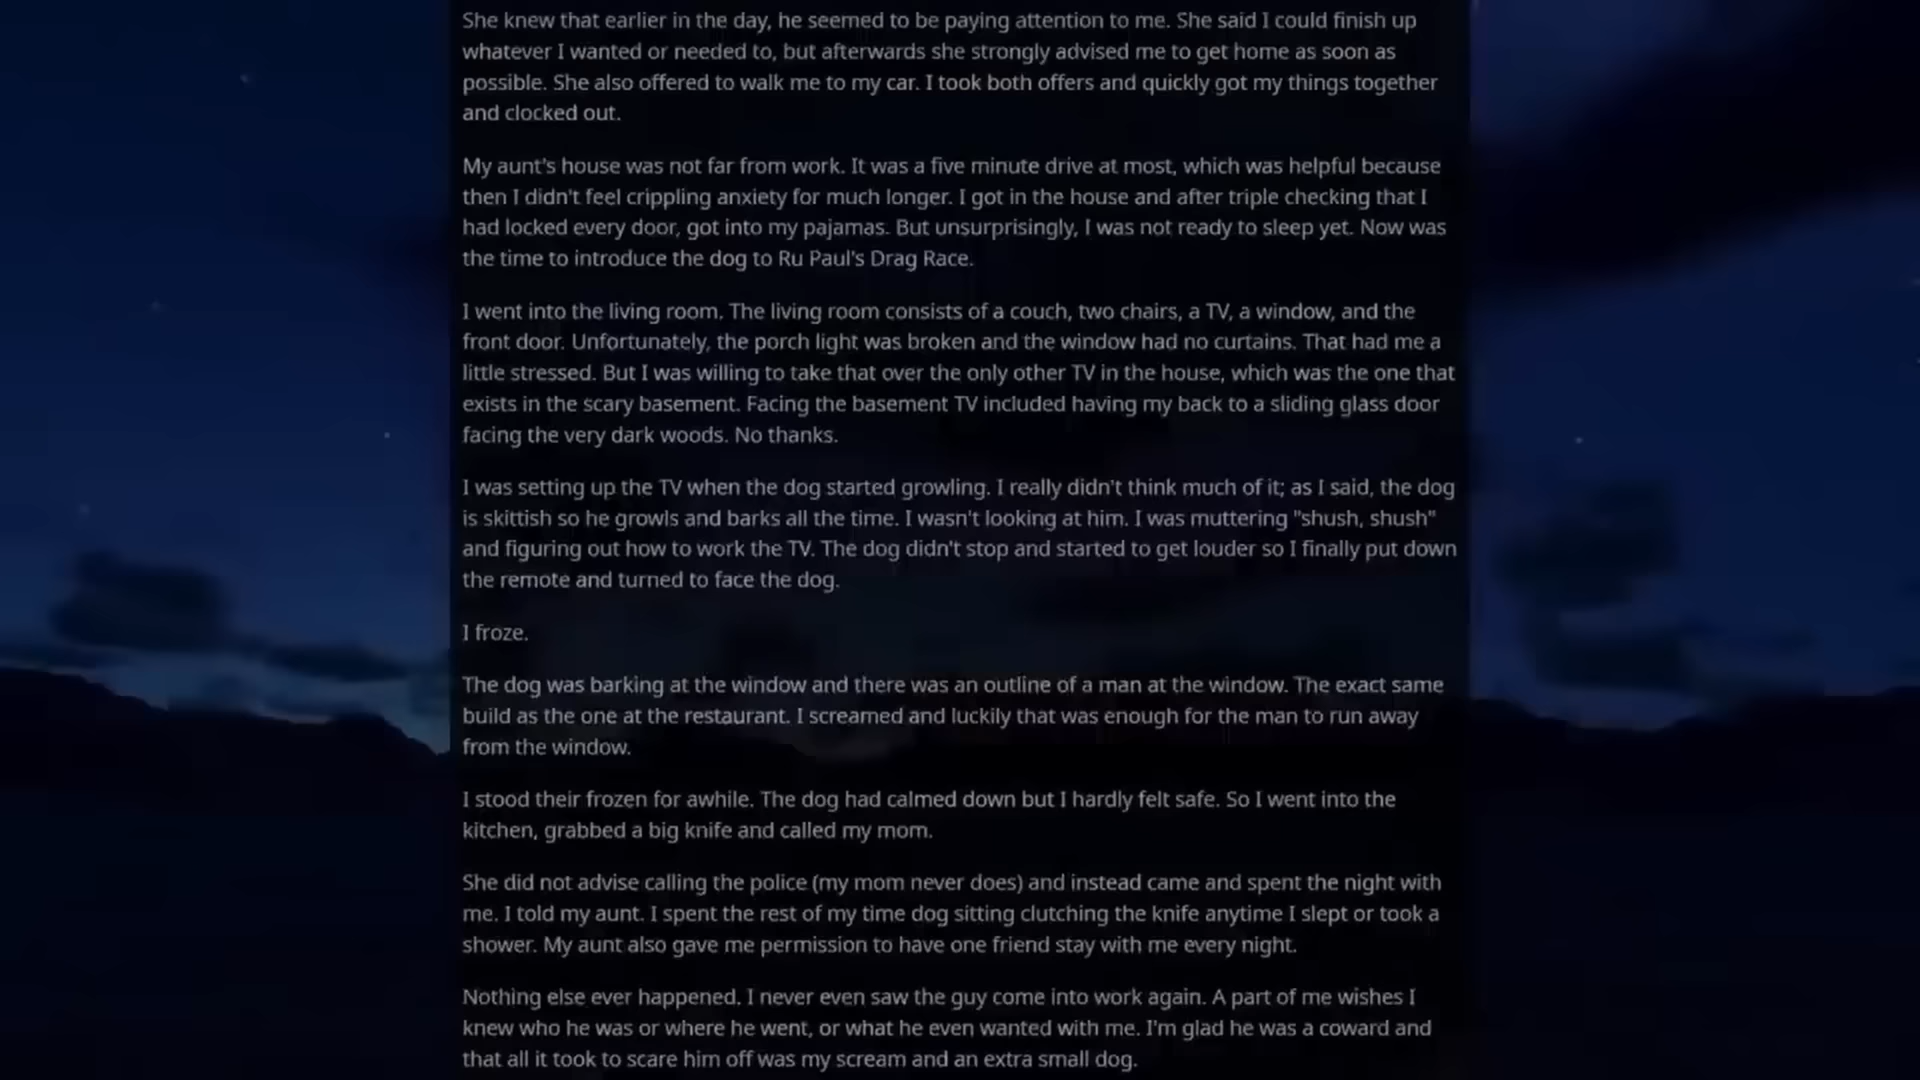 She knew that earlier in the day, he seemed to be paying attention to me. She said I could finish up
whatever I wanted or needed to, but afterwards she strongly advised me to get home as soon as
possible. She also offered to walk me to my car. I took both offers and quickly got my things together
and clocked out.
My aunt's house was not far from work. It was a five minute drive at most, which was helpful because
then I didn't feel crippling anxiety for much longer. I got in the house and after triple checking that I
had locked every door, got into my pajamas. But unsurprisingly, I was not ready to sleep yet. Now was
the time to introduce the dog to Ru Paul's Drag Race.
I went into the living room. The living room consists of a couch, two chairs, a TV, a window, and the
front door. Unfortunately, the porch light was broken and the window had no curtains. That had me a
little stressed. But I was willing to take that over the only other TV in the house, which was the one that
exists in the scary basement. Facing the basement TV included having my back to a sliding glass door
facing the very dark woods. No thanks.
I was setting up the TV when the dog started growling. I really didn't think much of it; as I said, the dog
is skittish so he growls and barks all the time. I wasn't looking at him. I was muttering "shush, shush"
and figuring out how to work the TV. The dog didn't stop and started to get louder so I finally put down
the remote and turned to face the dog.
I froze.
The dog was barking at the window and there was an outline of a man at the window. The exact same
build as the one at the restaurant. I screamed and luckily that was enough for the man to run away
from the window.
I stood their frozen for awhile. The dog had calmed down but I hardly felt safe. So I went into the
kitchen, grabbed a big knife and called my mom.
She did not advise calling the police (my mom never does) and instead came and spent the night with
me. I told my aunt. I spent the rest of my time dog sitting clutching the knife anytime I slept or took a
shower. My aunt also gave me permission to have one friend stay with me every night.
Nothing else ever happened. I never even saw the guy come into work again. A part of me wishes I
knew who he was or where he went, or what he even wanted with me. I'm glad he was a coward and
that all it took to scare him off was my scream and an extra small dog.